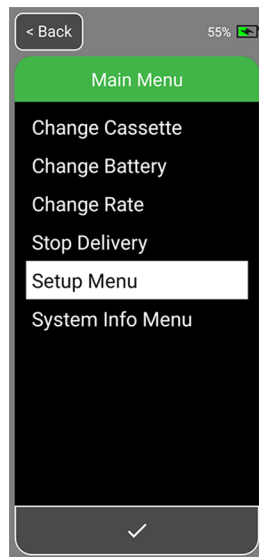 < Back
55%
Main Menu
Change Cassette
Change Battery
Change Rate
Stop Delivery
Setup Menu
System Info Menu